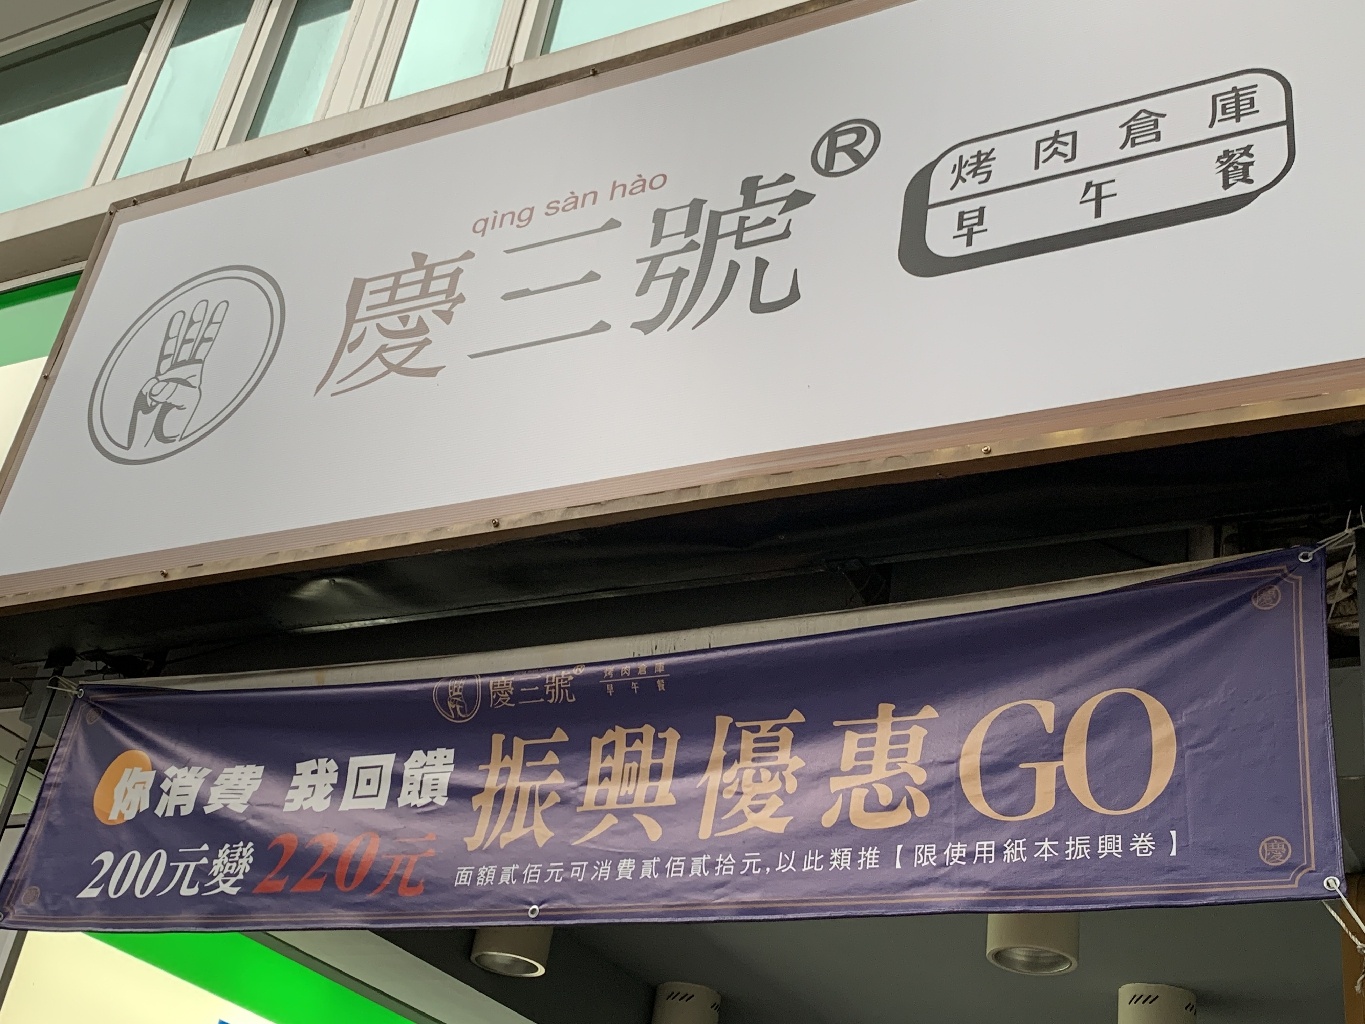 qìng sàn hào
慶三號®
烤肉倉庫
早午餐
慶三號®
烤肉倉庫
早午餐
你消費 我回饋
200元變220元
振興優惠GO
面額貳佰元可消費貳佰貳拾元,以此類推【限使用紙本振興卷】
慶
慶